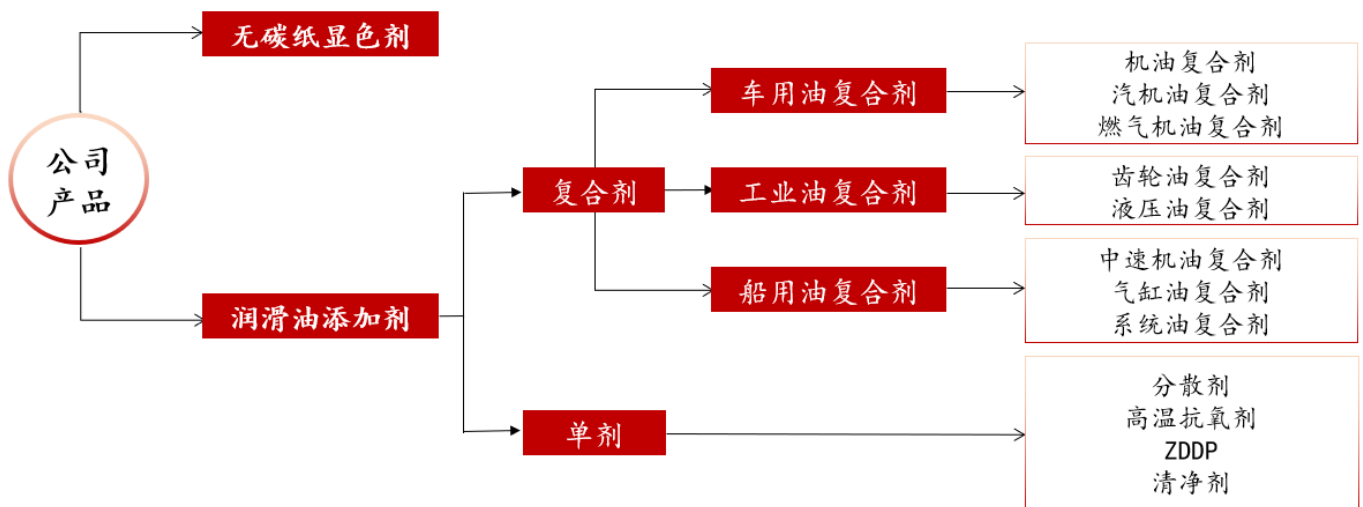 公司
产品
无碳纸显色剂
润滑油添加剂
复合剂
单剂
车用油复合剂
工业油复合剂
船用油复合剂
机油复合剂
汽机油复合剂
燃气机油复合剂
齿轮油复合剂
液压油复合剂
中速机油复合剂
气缸油复合剂
系统油复合剂
分散剂
高温抗氧剂
ZDDP
清净剂